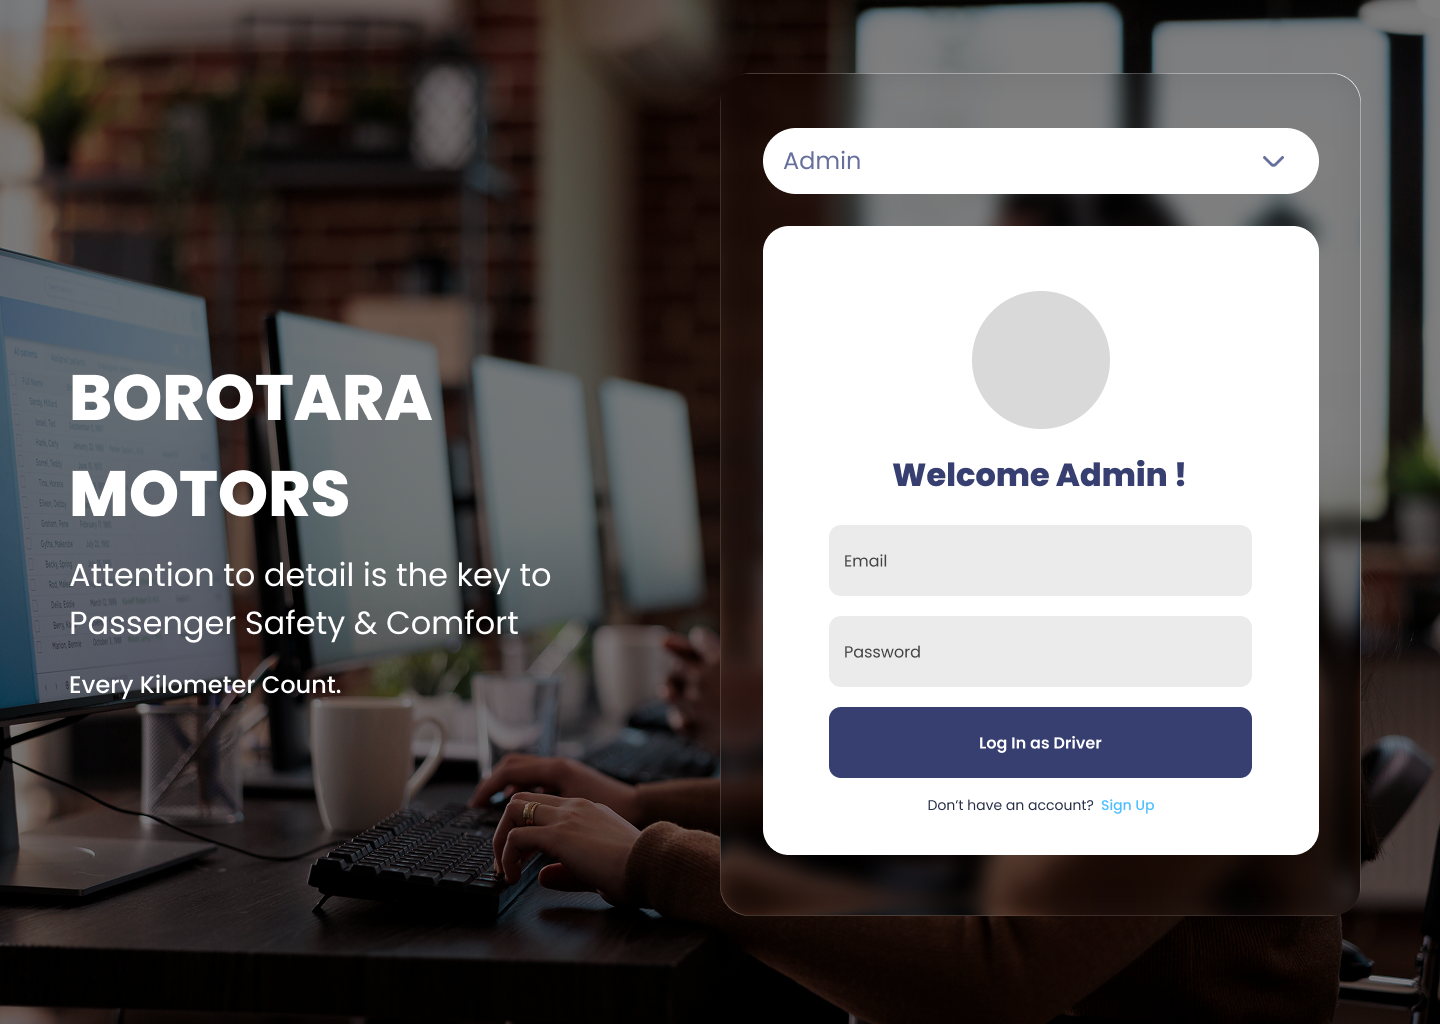 BOROTARA
MOTORS
Attention to detail is the key to
Passenger Safety & Comfort
Every Kilometer Count.
Admin
Welcome Admin !
Email
Password
Log In as Driver
Don’t have an account? Sign Up